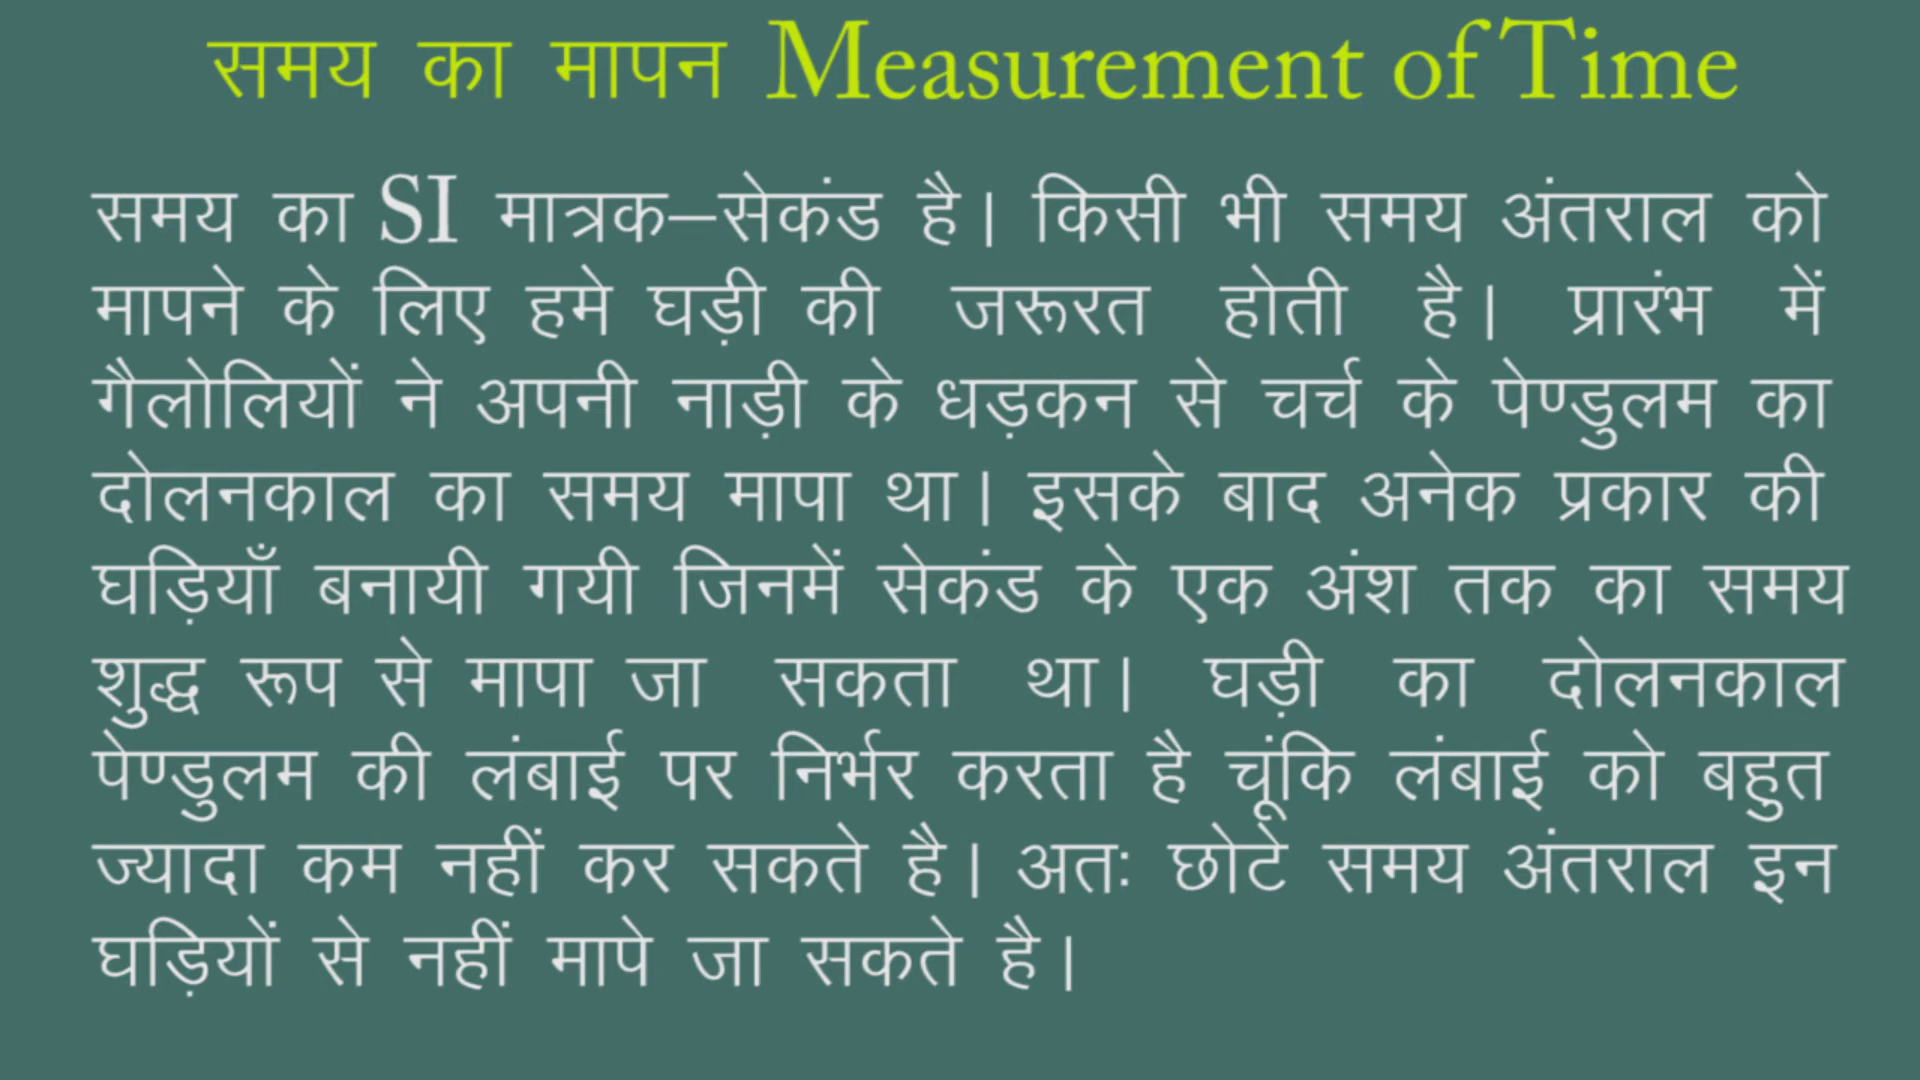 समय का मापन Measurement of Time
समय का SI मात्रक–सेकंड है। किसी भी समय अंतराल को
मापने के लिए हमे घड़ी की जरूरत होती है। प्रारंभ में
गैलोलियों ने अपनी नाड़ी के धड़कन से चर्च के पेण्डुलम का
दोलनकाल का समय मापा था। इसके बाद अनेक प्रकार की
घड़ियाँ बनायी गयी जिनमें सेकंड के एक अंश तक का समय
शुद्ध रूप से मापा जा सकता था। घड़ी का दोलनकाल
पेण्डुलम की लंबाई पर निर्भर करता है चूंकि लंबाई को बहुत
ज्यादा कम नहीं कर सकते है। अतः छोटे समय अंतराल इन
घड़ियों से नहीं मापे जा सकते है।